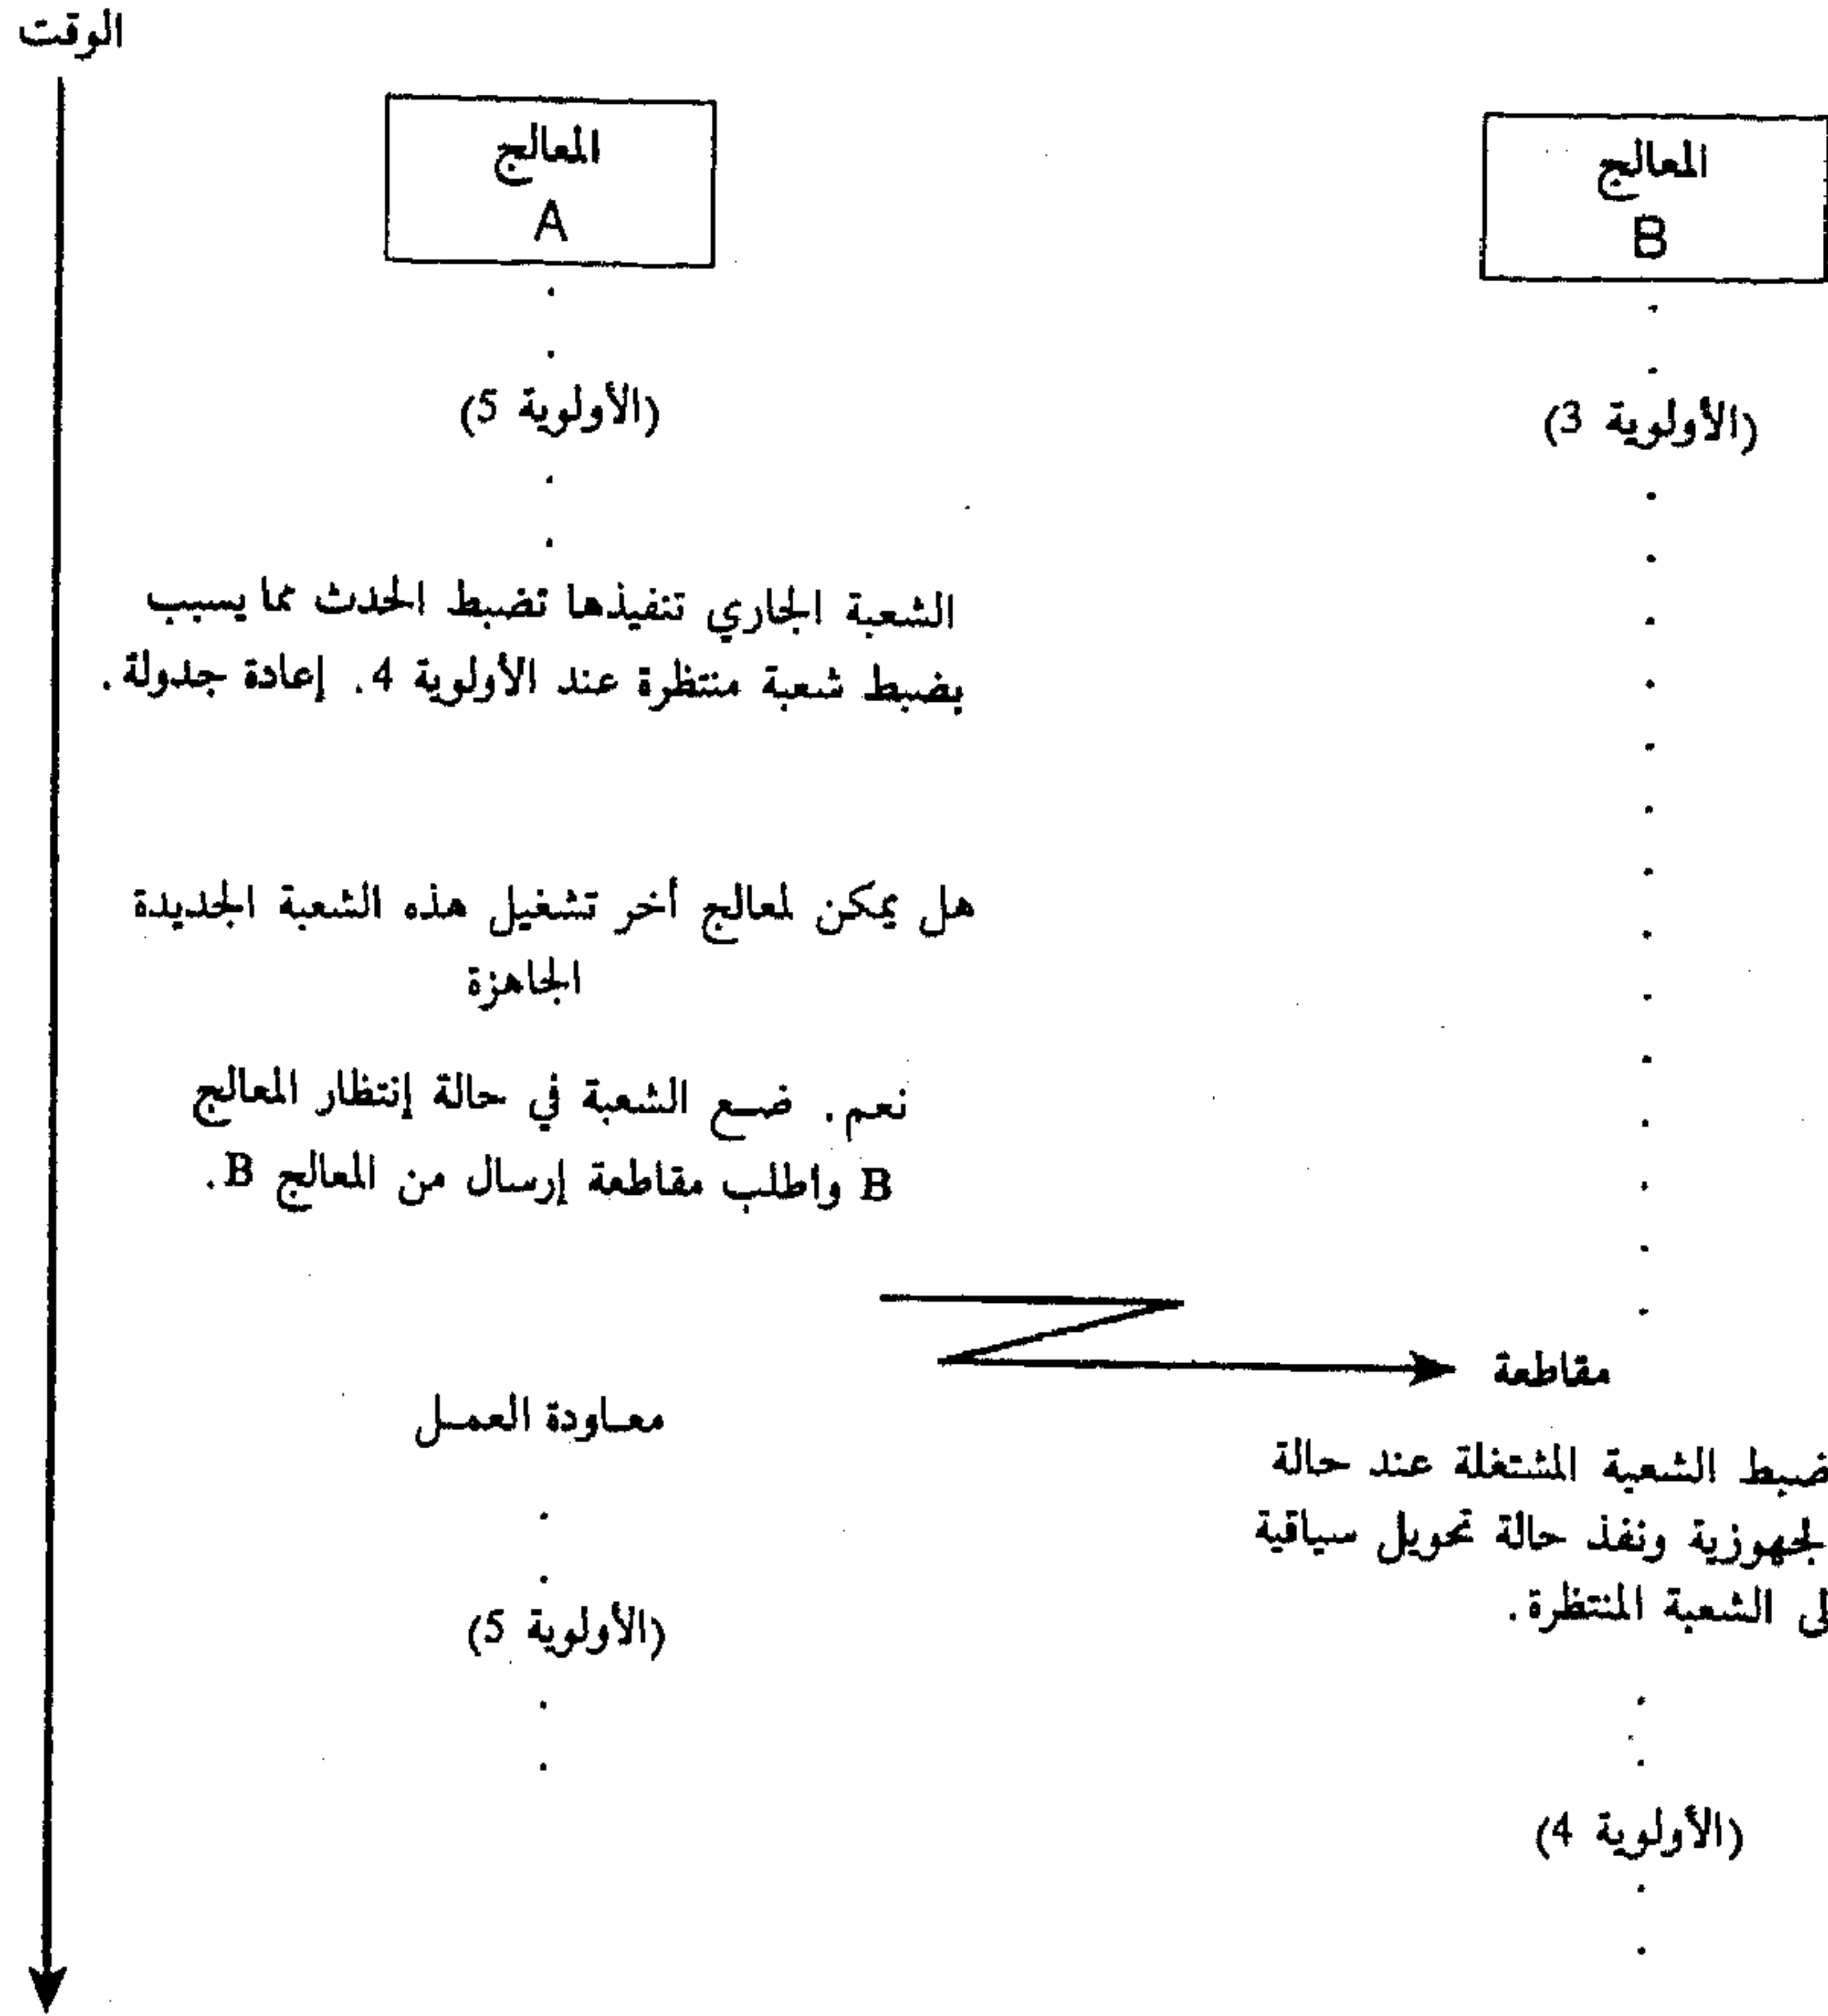 الوقت
المعالج
A
المعالج
B
(الأولوية 5)
(الأولوية 3)
الشعبة الجاري تنفيذها تضبط الحدث مما يسبب
بضبط شعبة منتظرة عند الأولوية 4. إعادة جدولة.
هل يمكن لمعالج أخر تشغيل هذه الشعبة الجديدة
الجاهزة
نعم. ضع الشعبة في حالة إنتظار المعالج
B واطلب مقاطعة إرسال من المعالج B.
مقاطعة
معاودة العمل
ضبط الشعبة المشتغلة عند حالة
لجهوزية ونفذ حالة تحويل سياقية
الشعبة المنتظرة.
(الأولوية 5)
(الأولوية 4)